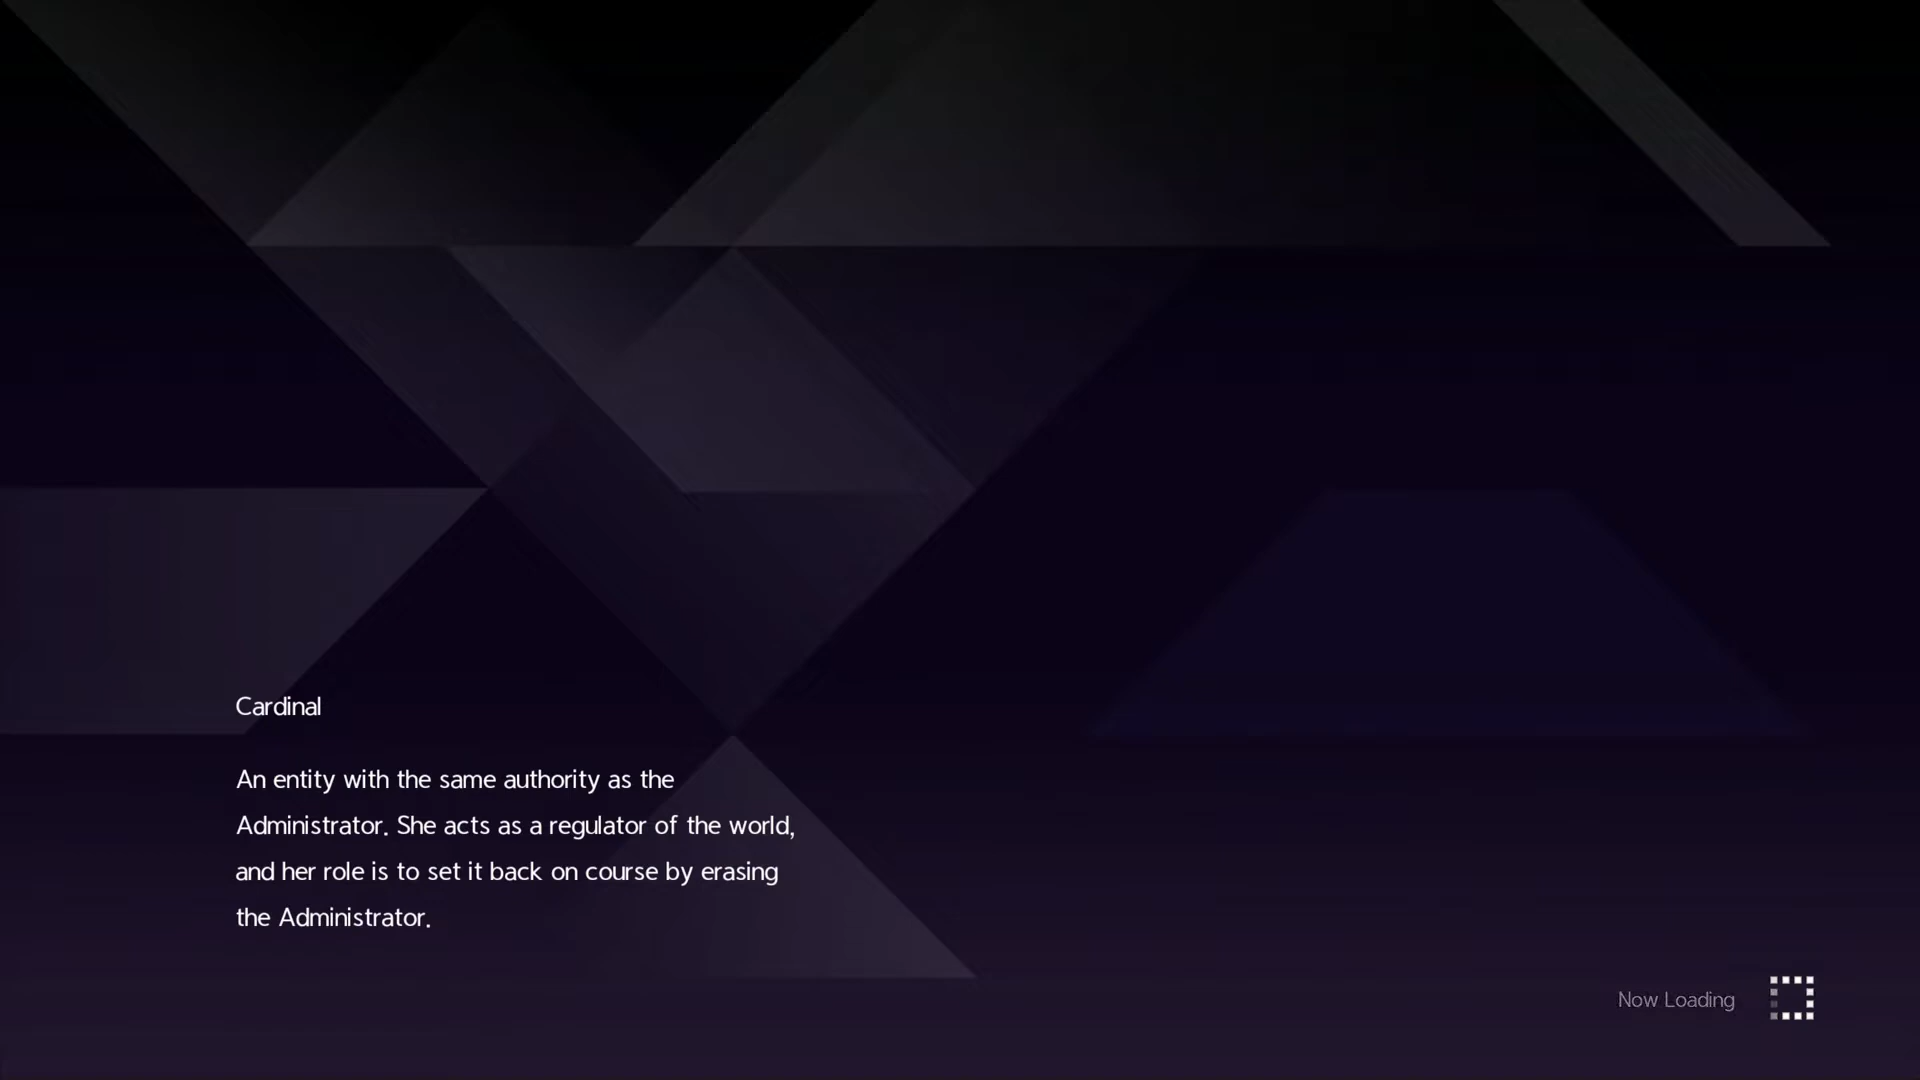 Cardinal
An entity with the same authority as the
Administrator. She acts as a regulator of the world,
and her role is to set it back on course by erasing
the Administrator.
Now Loading